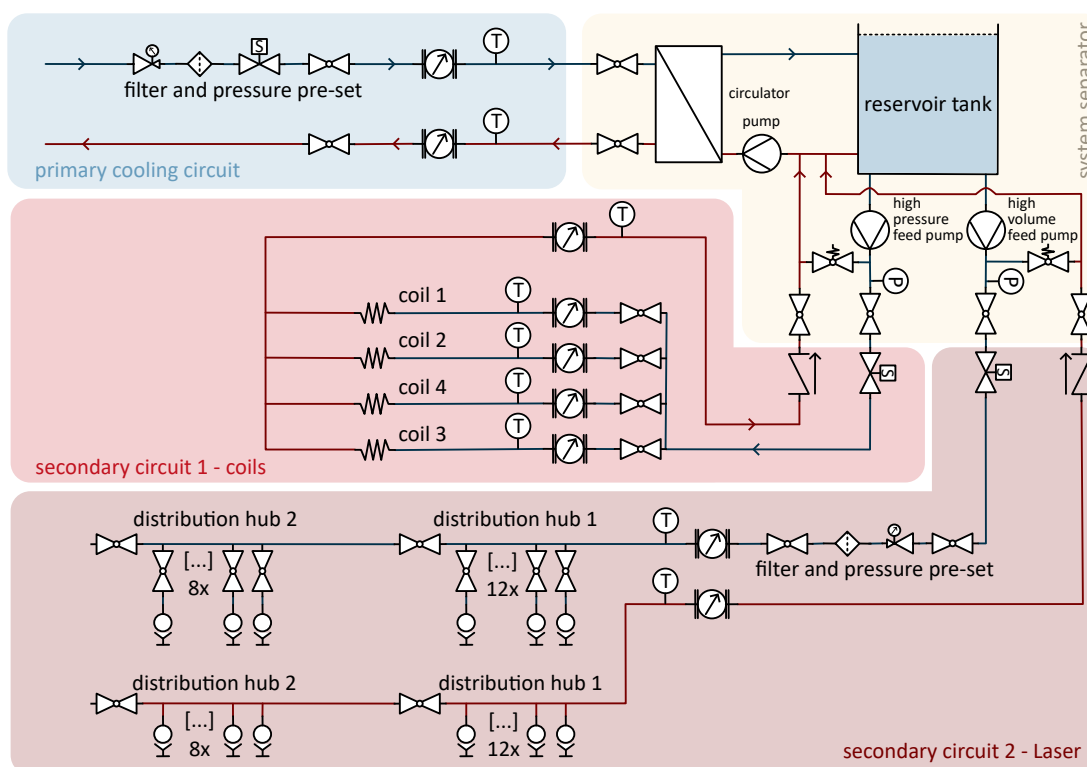 S
T
T
filter and pressure pre-set
T
primary cooling circuit
circulator
pump
reservoir tank
system separator
high
pressure
feed pump
high
volume
feed pump
P
P
T
coil 1
T
coil 2
T
coil 4
T
coil 3
T
S
S
secondary circuit 1 - coils
distribution hub 2
distribution hub 1
T
[...]
8x
[...]
12x
filter and pressure pre-set
T
distribution hub 2
distribution hub 1
[...]
8x
[...]
12x
secondary circuit 2 - Laser